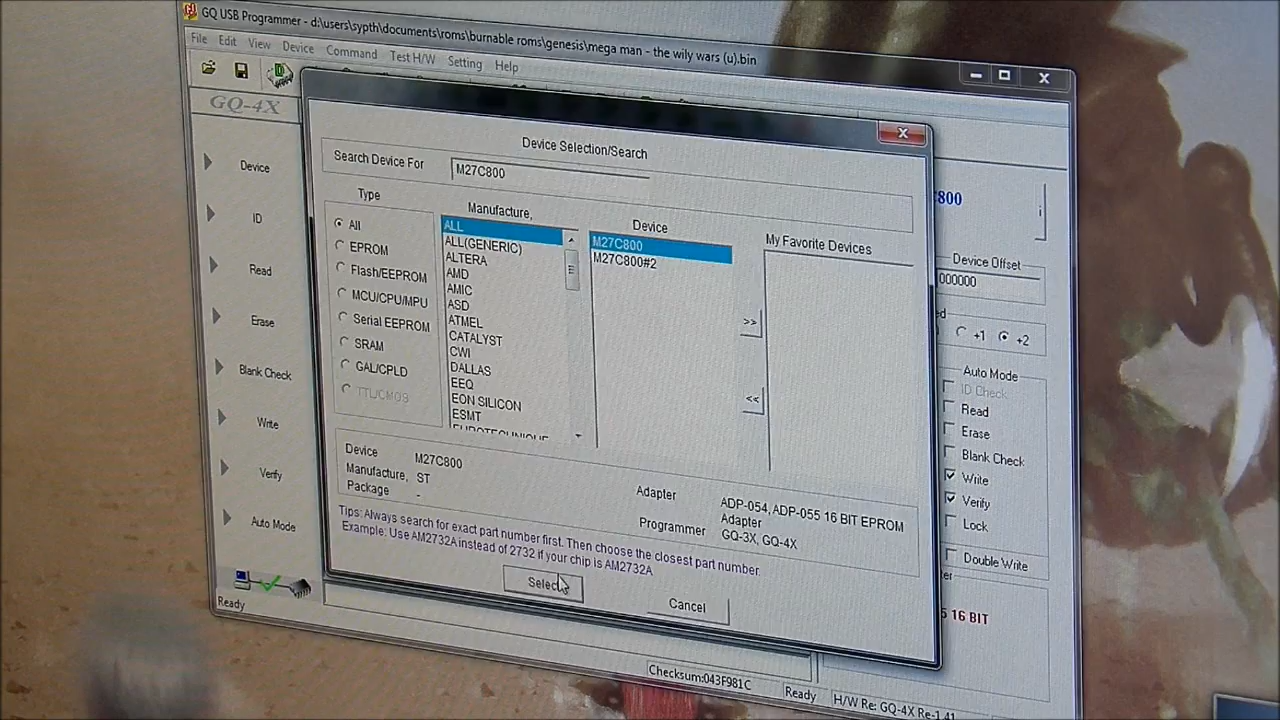 GQ USB Programmer - d:\users\sypth\documents\roms\burnable roms\genesis\mega man - the wily wars (u).bin
File Edit View Device Command Test H/W Setting Help
GQ-4X
Device
ID
Read
Erase
Blank Check
Write
Verify
Auto Mode
Ready
Device Selection/Search
Search Device For M27C800
Type
All
EPROM
Flash/EEPROM
MCU/CPU/MPU
Serial EEPROM
SRAM
GAL/CPLD
TTL/CMOS
Manufacture,
ALL
ALL(GENERIC)
ALTERA
AMD
AMIC
ASD
ATMEL
CATALYST
CWI
DALLAS
EEQ
EON SILICON
ESMT
EUROTECHNIQUE
Device
M27C800
M27C800#2
>>
<<
My Favorite Devices
Device M27C800
Manufacture, ST
Package -
Adapter ADP-054, ADP-055 16 BIT EPROM
Adapter
Programmer GQ-3X, GQ-4X
Tips: Always search for exact part number first. Then choose the closest part number.
Example: Use AM2732A instead of 2732 if your chip is AM2732A
Select
Cancel
800
Device Offset
000000
+1 +2
Auto Mode
ID Check
Read
Erase
Blank Check
Write
Verify
Lock
Double Write
5 16 BIT
Checksum:043F981C
Ready
H/W Re: GQ-4X Re-1.41